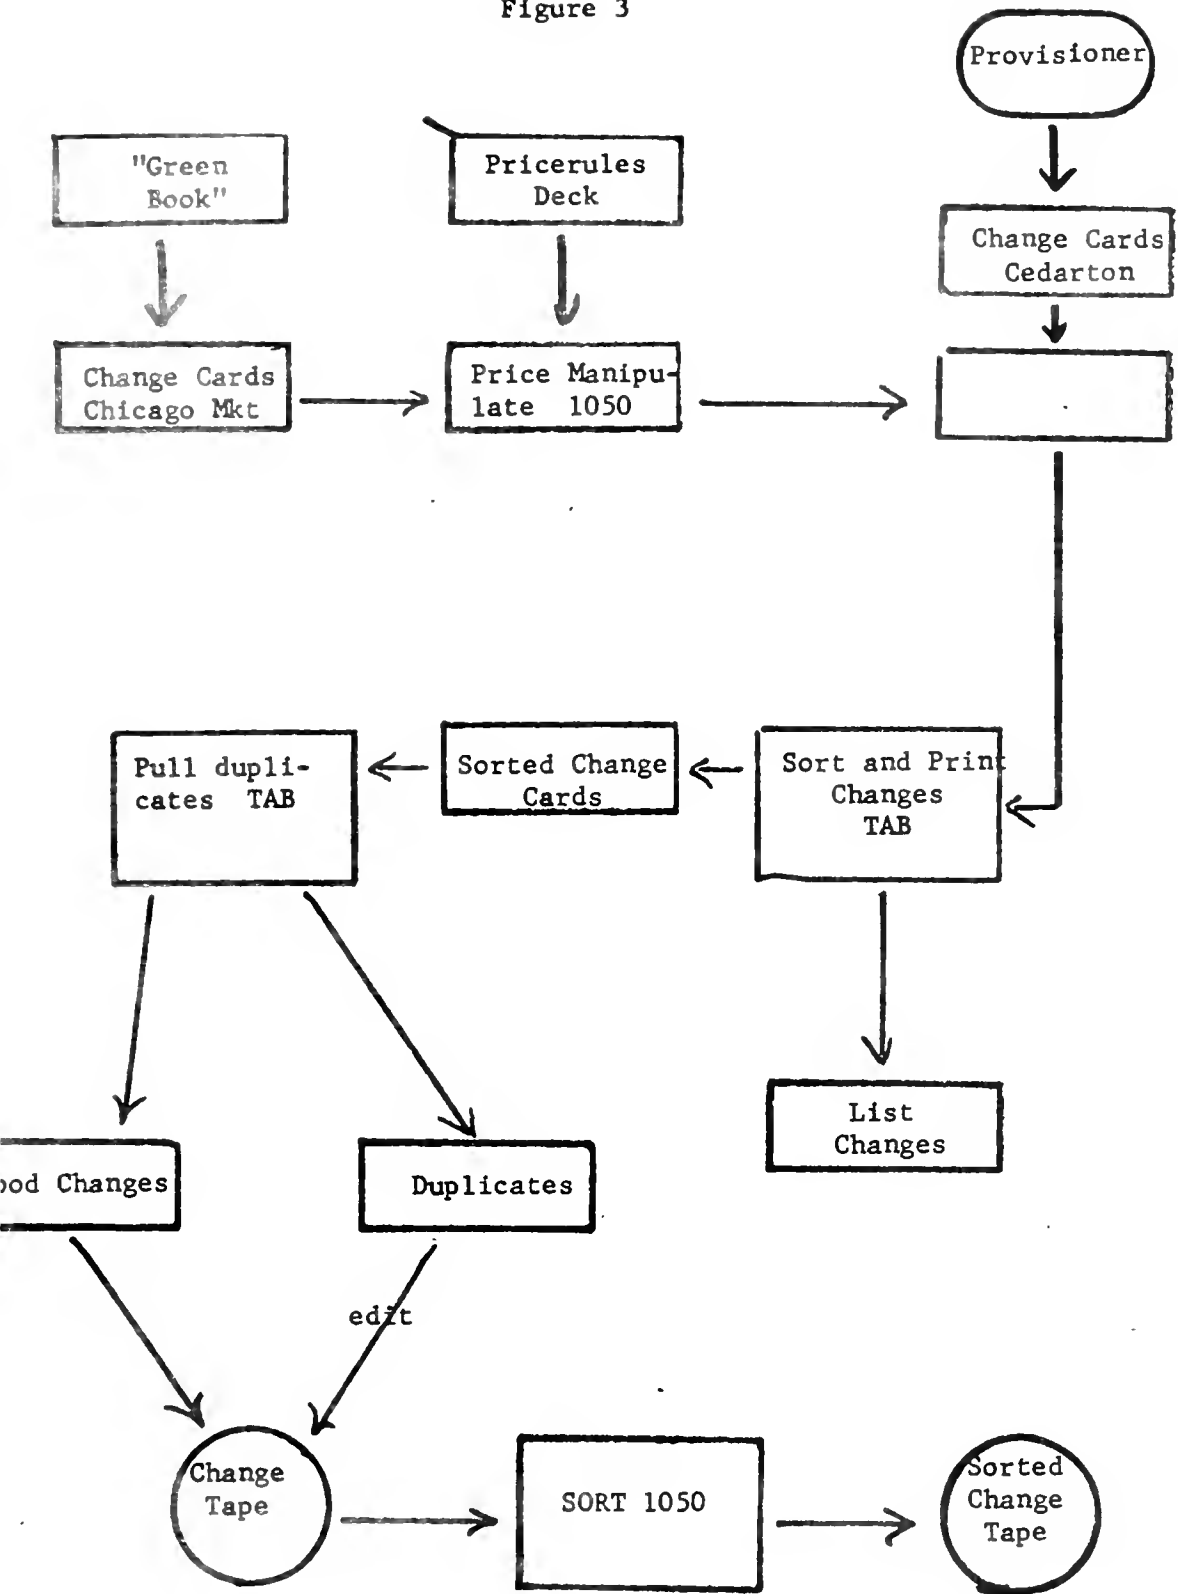 Figure 3
Provisioner
"Green
Book"
Pricerules
Deck
Change Cards
Cedarton
Change Cards
Chicago Mkt
Price Manipu-
late 1050
Pull dupli-
cates TAB
Sorted Change
Cards
Sort and Print
Changes
TAB
List
Changes
Changes
Duplicates
edit
Change
Tape
SORT 1050
Sorted
Change
Tape